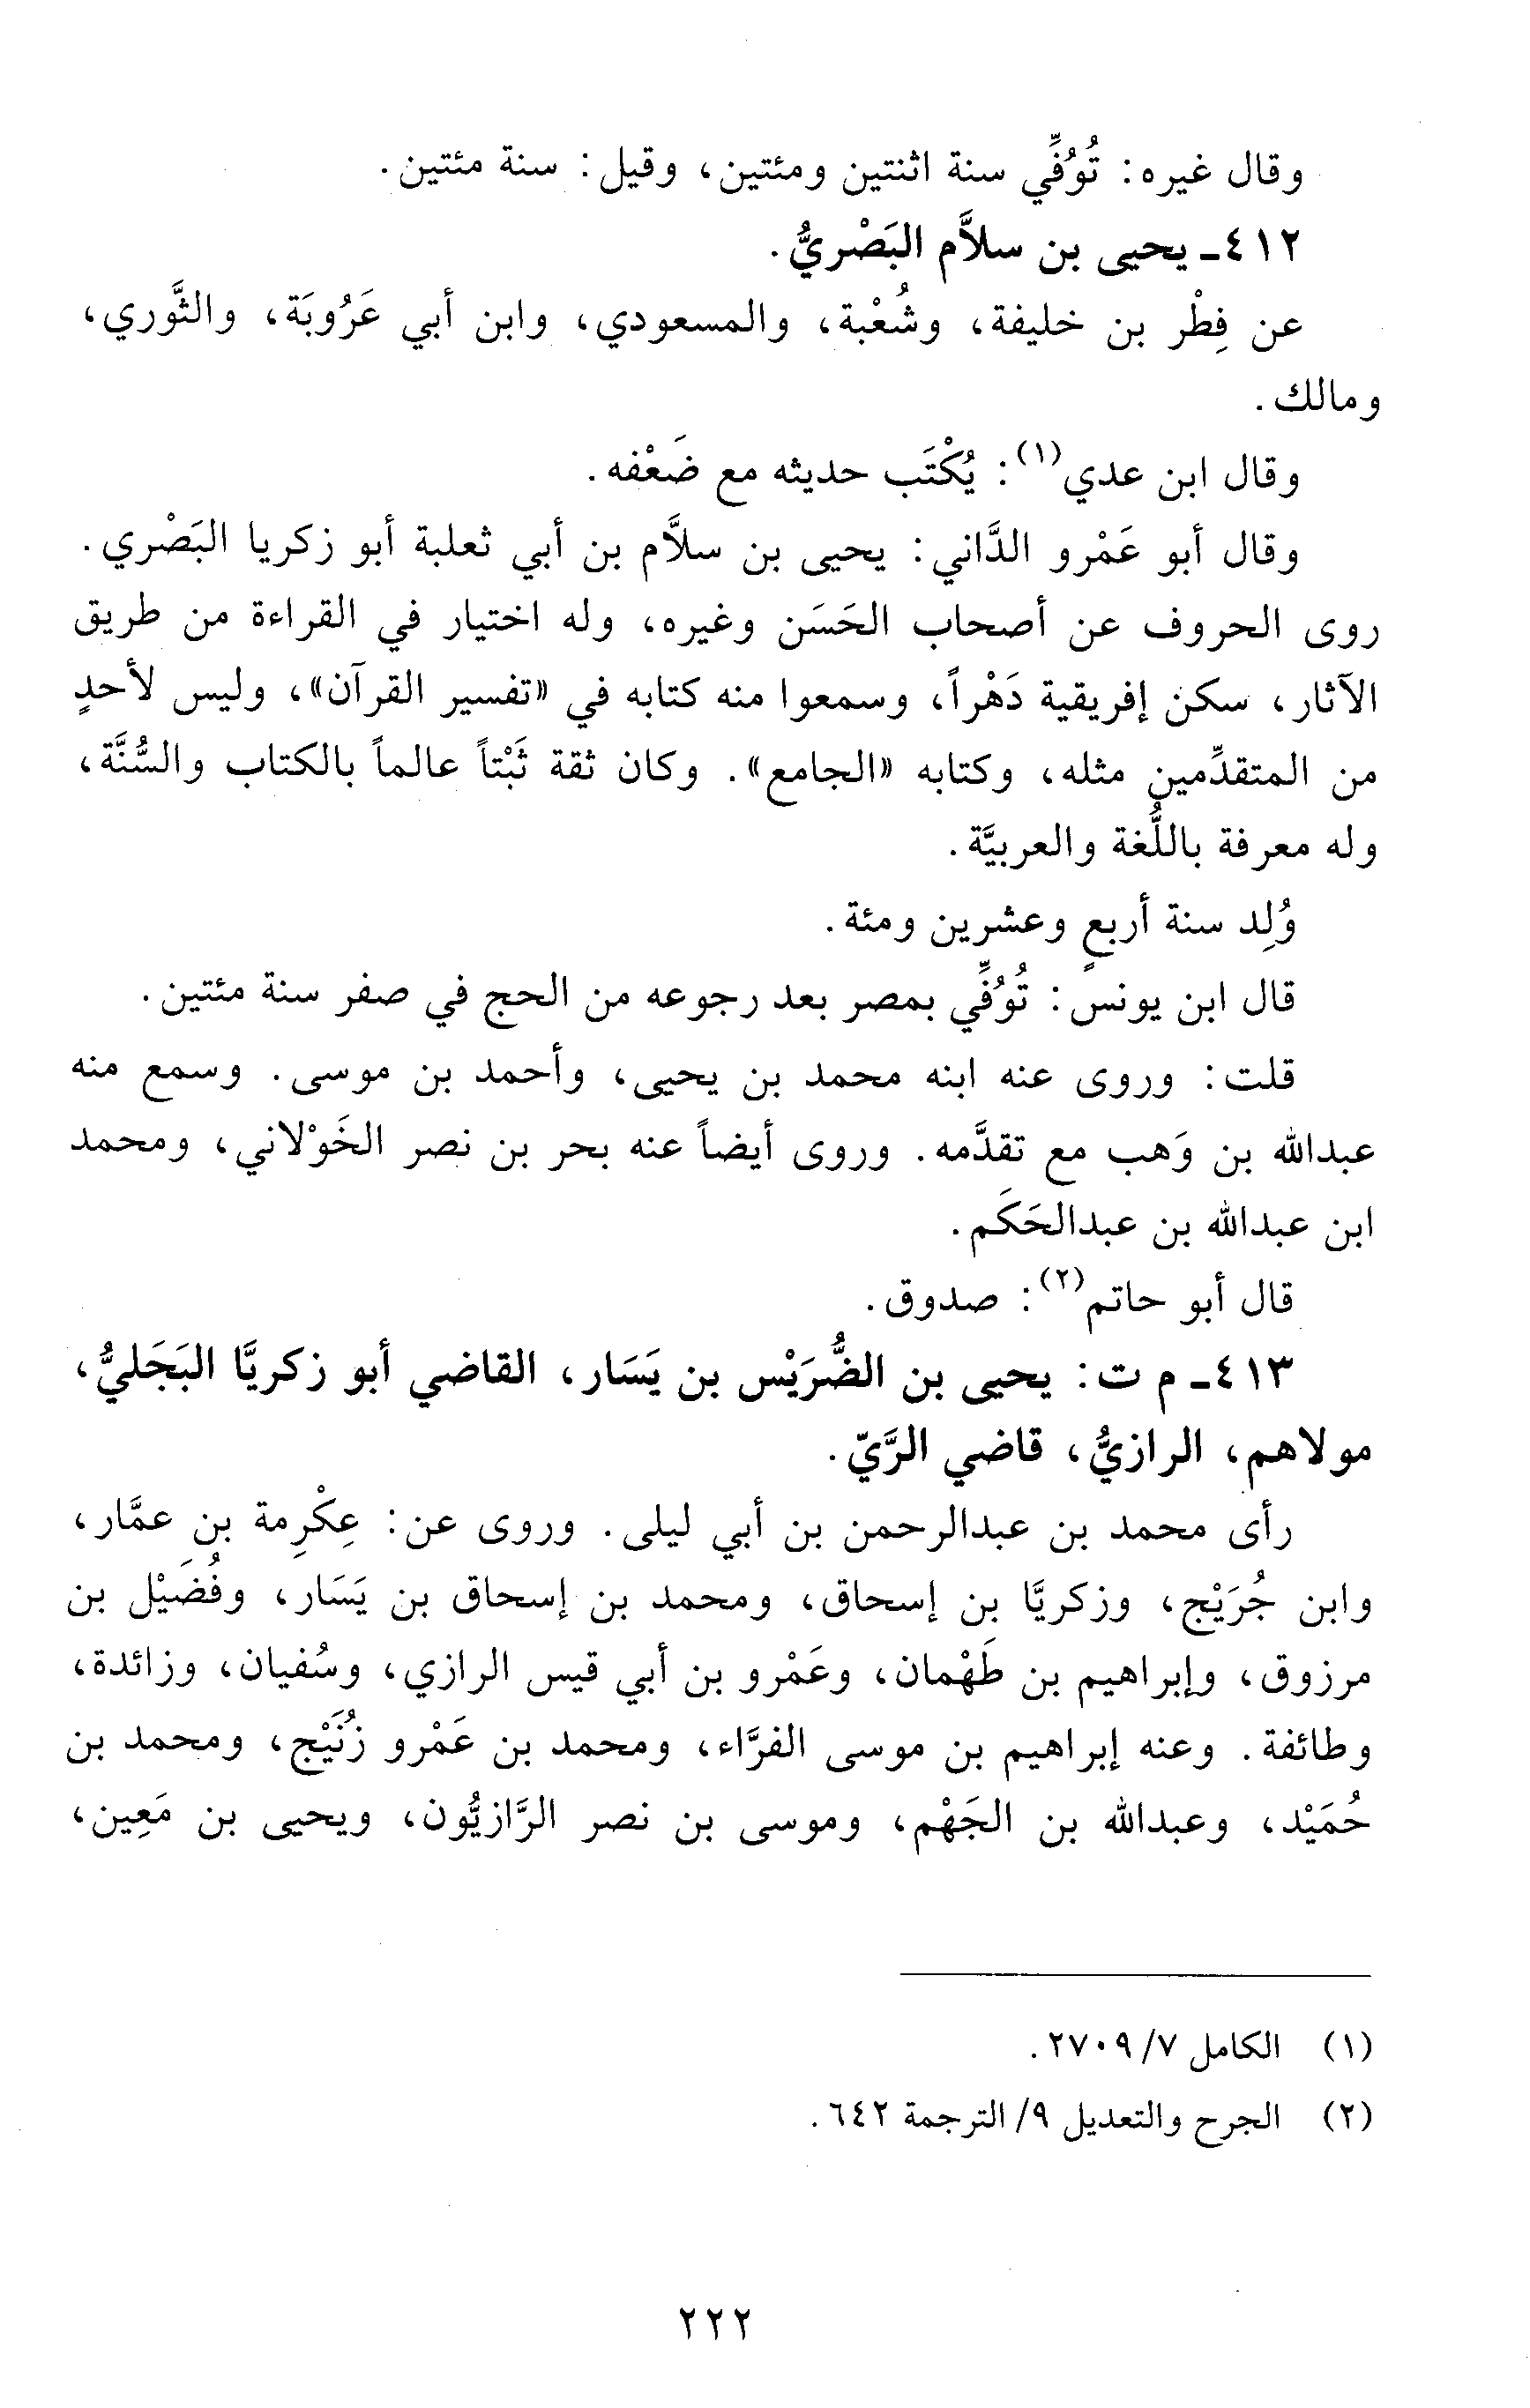 وقال غيره: تُوُفِّي سنة اثنتين ومئتين، وقيل: سنة مئتين.
٤١٢- يحيى بن سلاَّم البَصْريُّ.
عن فِطْر بن خليفة، وشُعْبة، والمسعودي، وابن أبي عَرُوبَة، والثَّوري،
ومالك.
وقال ابن عدي(١): يُكْتَب حديثه مع ضَعْفه.
وقال أبو عَمْرو الدَّاني: يحيى بن سلاَّم بن أبي ثعلبة أبو زكريا البَصْري.
روى الحروف عن أصحاب الحَسَن وغيره، وله اختيار في القراءة من طريق
الآثار، سكن إفريقية دَهْراً، وسمعوا منه كتابه في «تفسير القرآن»، وليس لأحدٍ
من المتقدِّمين مثله، وكتابه «الجامع». وكان ثقة ثَبْتاً عالماً بالكتاب والسُّنَّة،
وله معرفة باللُّغة والعربيَّة.
وُلِد سنة أربعٍ وعشرين ومئة.
قال ابن يونس: تُوُفِّي بمصر بعد رجوعه من الحج في صفر سنة مئتين.
قلت: وروى عنه ابنه محمد بن يحيى، وأحمد بن موسى. وسمع منه
عبدالله بن وَهب مع تقدَّمه. وروى أيضاً عنه بحر بن نصر الخَوْلاني، ومحمد
ابن عبدالله بن عبدالحَكَم.
قال أبو حاتم(٢): صدوق.
٤١٣- م ت: يحيى بن الضُّرَيْس بن يَسَار، القاضي أبو زكريَّا البَجَليُّ،
مولاهم، الرازيُّ، قاضي الرَّيّ.
رأى محمد بن عبدالرحمن بن أبي ليلى. وروى عن: عِكْرِمة بن عمَّار،
وابن جُرَيْج، وزكريَّا بن إسحاق، ومحمد بن إسحاق بن يَسَار، وفُضَيْل بن
مرزوق، وإبراهيم بن طَهْمان، وعَمْرو بن أبي قيس الرازي، وسُفيان، وزائدة،
وطائفة. وعنه إبراهيم بن موسى الفرَّاء، ومحمد بن عَمْرو زُنَيْج، ومحمد بن
حُمَيْد، وعبدالله بن الجَهْم، وموسى بن نصر الرَّازيُّون، ويحيى بن مَعِين،
(١) الكامل ٧/ ٢٧٠٩.
(٢) الجرح والتعديل ٩/ الترجمة ٦٤٢.
٢٢٢